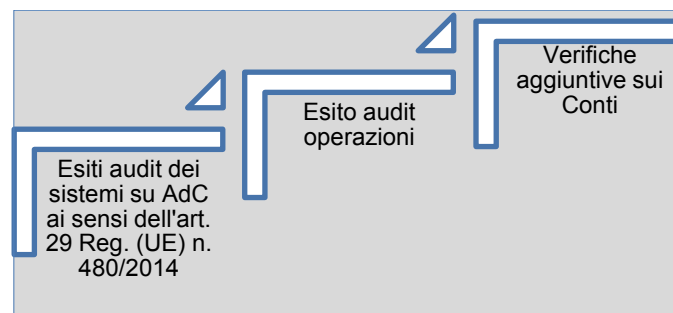 Esiti audit dei
sistemi su AdC
ai sensi dell'art.
29 Reg. (UE) n.
480/2014
Esito audit
operazioni
Verifiche
aggiuntive sui
Conti